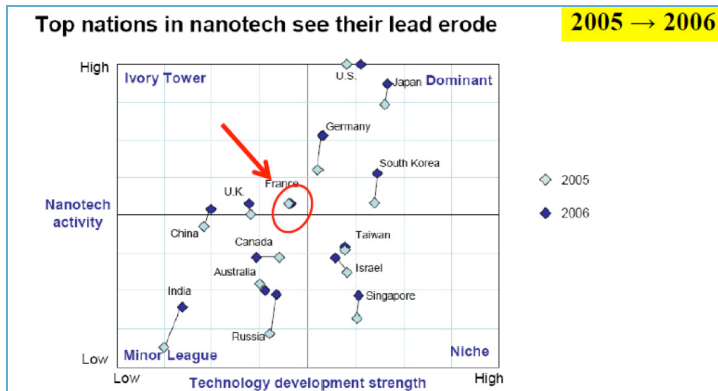 Top nations in nanotech see their lead erode
2005 → 2006
High
Ivory Tower
U.S.
Japan
Dominant
Germany
South Korea
France
2005
2006
U.K.
Nanotech
activity
China
Canada
Taiwan
Australia
Israel
India
Singapore
Russia
Low
Minor League
Niche
Low
Technology development strength
High